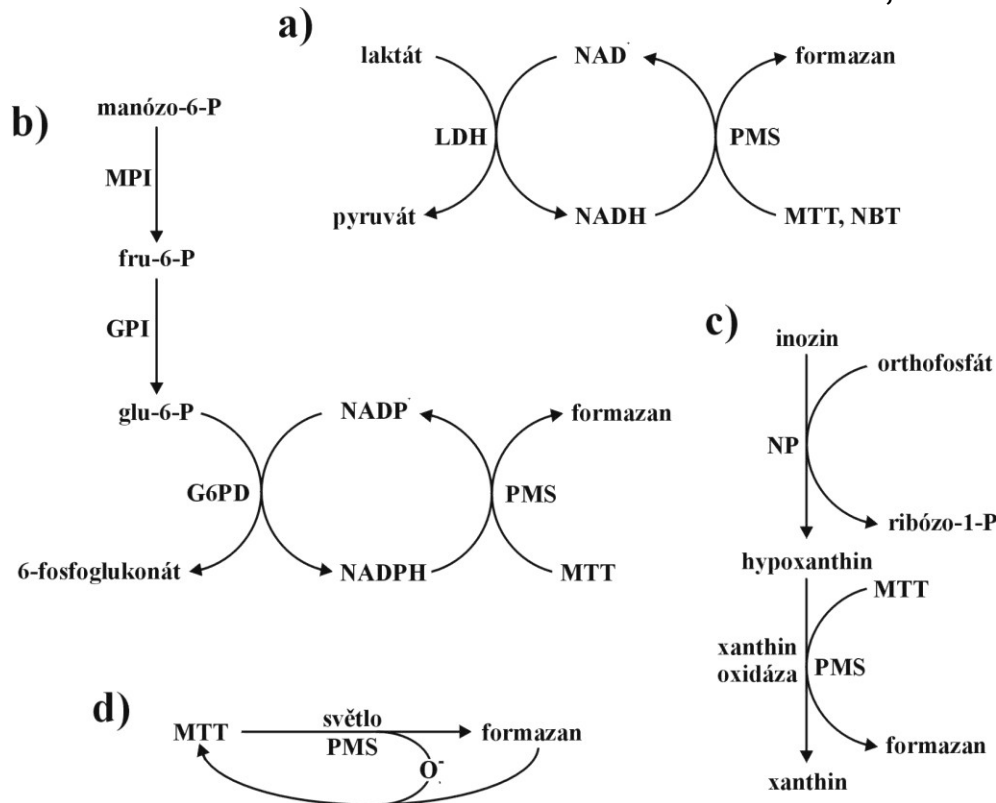 a)
laktát
NAD
formazan
LDH
PMS
pyruvát
NADH
MTT, NBT
b)
manózo-6-P
MPI
fru-6-P
GPI
glu-6-P
NADP
formazan
G6PD
PMS
6-fosfoglukonát
NADPH
MTT
c)
inozin
orthofosfát
NP
ribózo-1-P
hypoxanthin
MTT
xanthin
oxidáza
PMS
formazan
xanthin
d)
MTT
světlo
PMS
formazan
O⁻